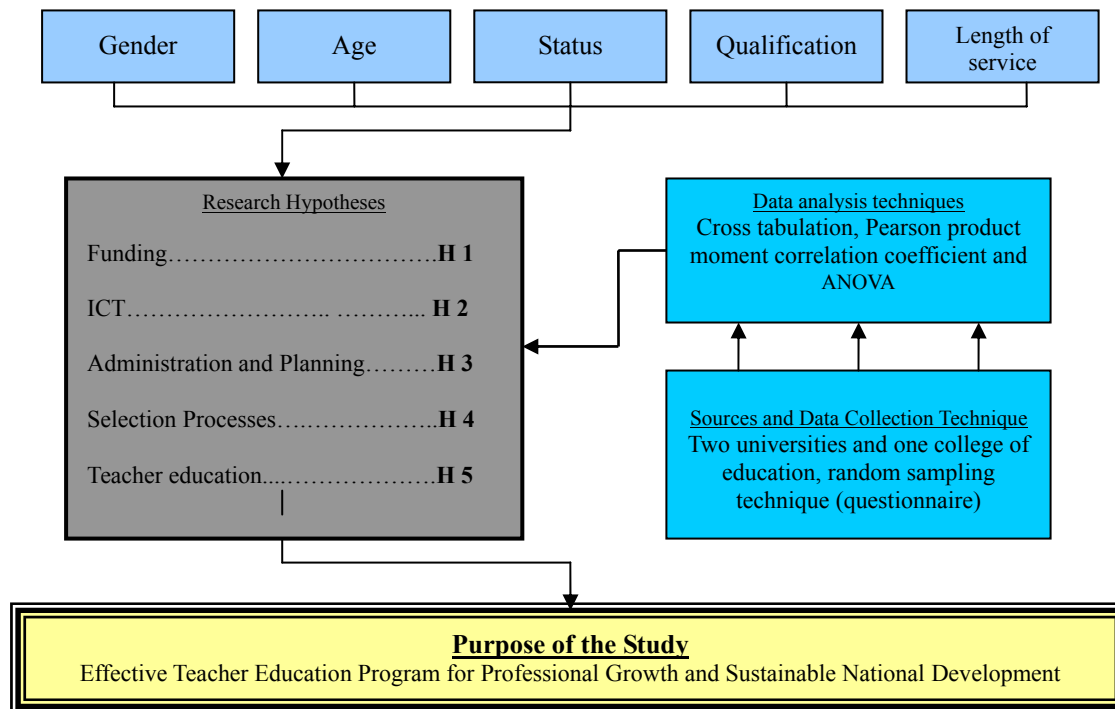 Gender
Age
Status
Qualification
Length of
service
Research Hypotheses
Funding……………………………….H 1
ICT…………………….. ………... H 2
Administration and Planning………H 3
Selection Processes….……………..H 4
Teacher education....……………….H 5
Data analysis techniques
Cross tabulation, Pearson product
moment correlation coefficient and
ANOVA
Sources and Data Collection Technique
Two universities and one college of
education, random sampling
technique (questionnaire)
Purpose of the Study
Effective Teacher Education Program for Professional Growth and Sustainable National Development